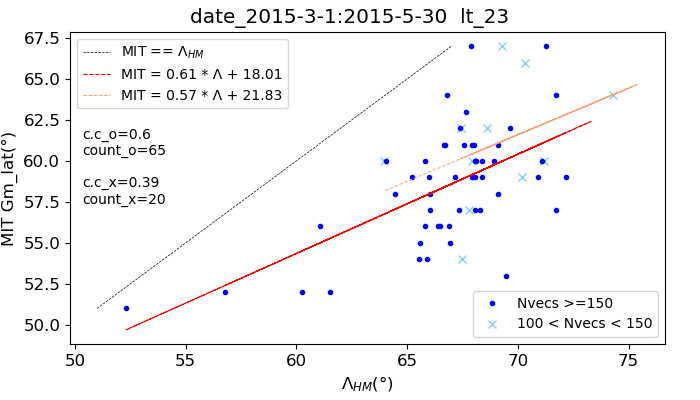 date_2015-3-1:2015-5-30 lt_23
MIT Gm_lat(°)
67.5
65.0
62.5
60.0
57.5
55.0
52.5
50.0
MIT == Λ_HM
MIT = 0.61 * Λ + 18.01
MIT = 0.57 * Λ + 21.83
c.c_o=0.6
count_o=65
c.c_x=0.39
count_x=20
Nvecs >=150
100 < Nvecs < 150
50 55 60 65 70 75
Λ_HM(°)